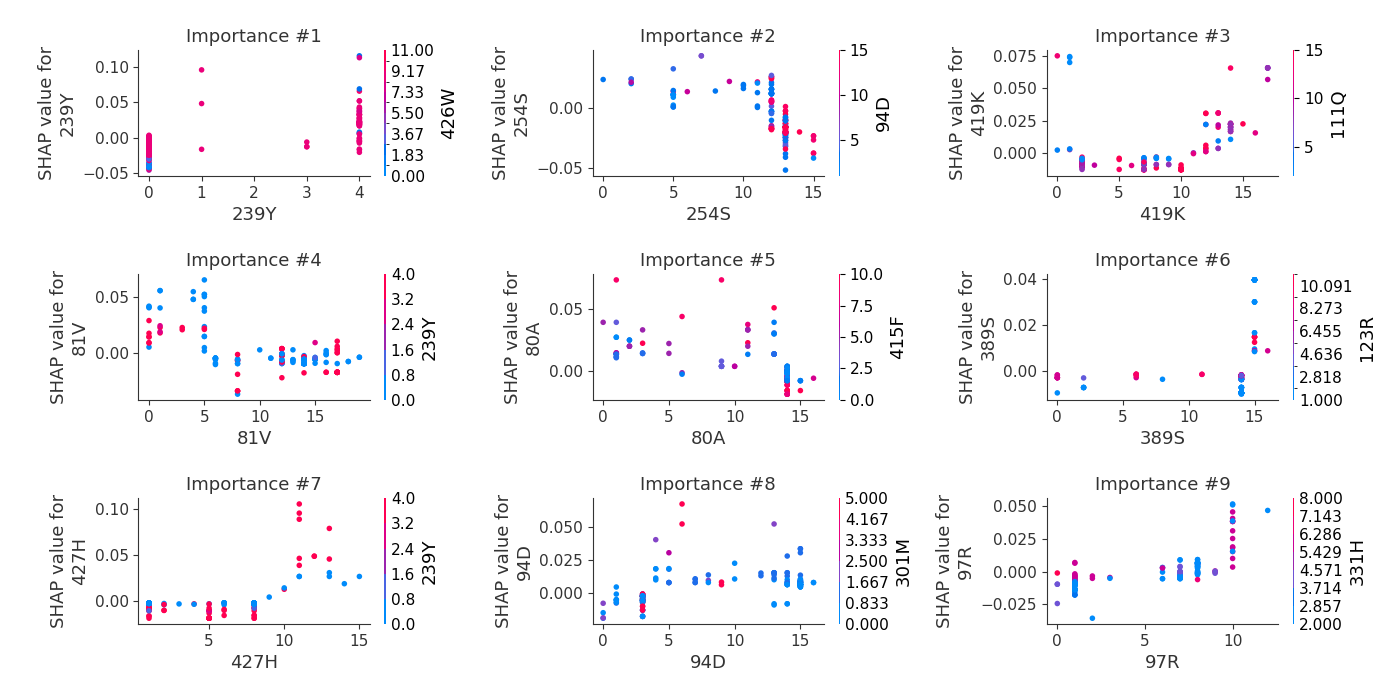 Importance #1
SHAP value for
239Y
0.10
0.05
0.00
−0.05
0 1 2 3 4
239Y
11.00
9.17
7.33
5.50
3.67
1.83
0.00
426W
Importance #2
SHAP value for
254S
0.00
−0.05
0 5 10 15
254S
15
10
5
94D
Importance #3
SHAP value for
419K
0.075
0.050
0.025
0.000
0 5 10 15
419K
15
10
5
111Q
Importance #4
SHAP value for
81V
0.05
0.00
0 5 10 15
81V
4.0
3.2
2.4
1.6
0.8
0.0
239Y
Importance #5
SHAP value for
80A
0.05
0.00
0 5 10 15
80A
10.0
7.5
5.0
2.5
0.0
415F
Importance #6
SHAP value for
389S
0.04
0.02
0.00
0 5 10 15
389S
10.091
8.273
6.455
4.636
2.818
1.000
123R
Importance #7
SHAP value for
427H
0.10
0.05
0.00
5 10 15
427H
4.0
3.2
2.4
1.6
0.8
0.0
239Y
Importance #8
SHAP value for
94D
0.050
0.025
0.000
0 5 10 15
94D
5.000
4.167
3.333
2.500
1.667
0.833
0.000
301M
Importance #9
SHAP value for
97R
0.050
0.025
0.000
−0.025
0 5 10
97R
8.000
7.143
6.286
5.429
4.571
3.714
2.857
2.000
331H